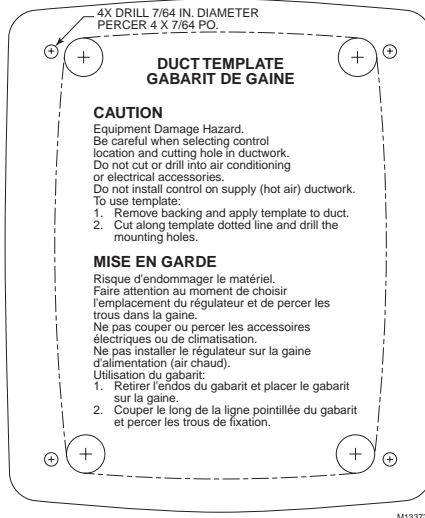 4X DRILL 7/64 IN. DIAMETER
PERCER 4 X 7/64 PO.
DUCT TEMPLATE
GABARIT DE GAINE
CAUTION
Equipment Damage Hazard.
Be careful when selecting control
location and cutting hole in ductwork.
Do not cut or drill into air conditioning
or electrical accessories.
Do not install control on supply (hot air) ductwork.
To use template:
1. Remove backing and apply template to duct.
2. Cut along template dotted line and drill the
mounting holes.
MISE EN GARDE
Risque d'endommager le matériel.
Faire attention au moment de choisir
l'emplacement du régulateur et de percer les
trous dans la gaine.
Ne pas couper ou percer les accessoires
électriques ou de climatisation.
Ne pas installer le régulateur sur la gaine
d'alimentation (air chaud).
Utilisation du gabarit:
1. Retirer l'endos du gabarit et placer le gabarit
sur la gaine.
2. Couper le long de la ligne pointillée du gabarit
et percer les trous de fixation.